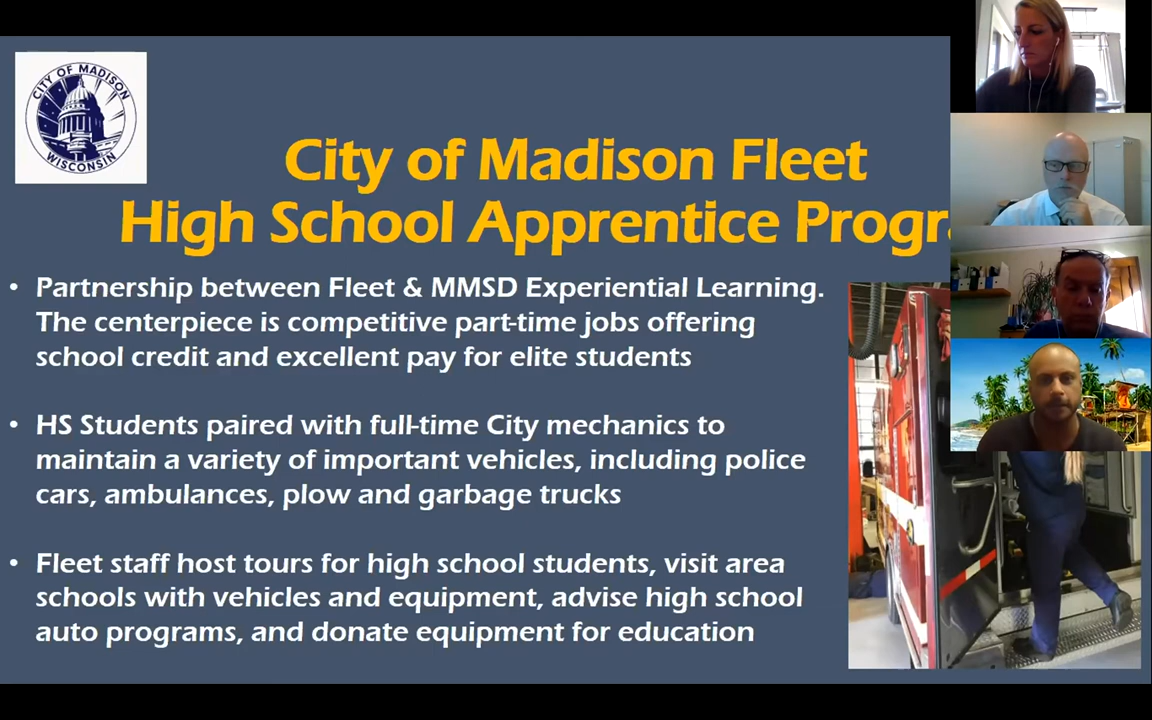 CITY OF MADISON
WISCONSIN
City of Madison Fleet
High School Apprentice Progr
• Partnership between Fleet & MMSD Experiential Learning.
The centerpiece is competitive part-time jobs offering
school credit and excellent pay for elite students
• HS Students paired with full-time City mechanics to
maintain a variety of important vehicles, including police
cars, ambulances, plow and garbage trucks
• Fleet staff host tours for high school students, visit area
schools with vehicles and equipment, advise high school
auto programs, and donate equipment for education